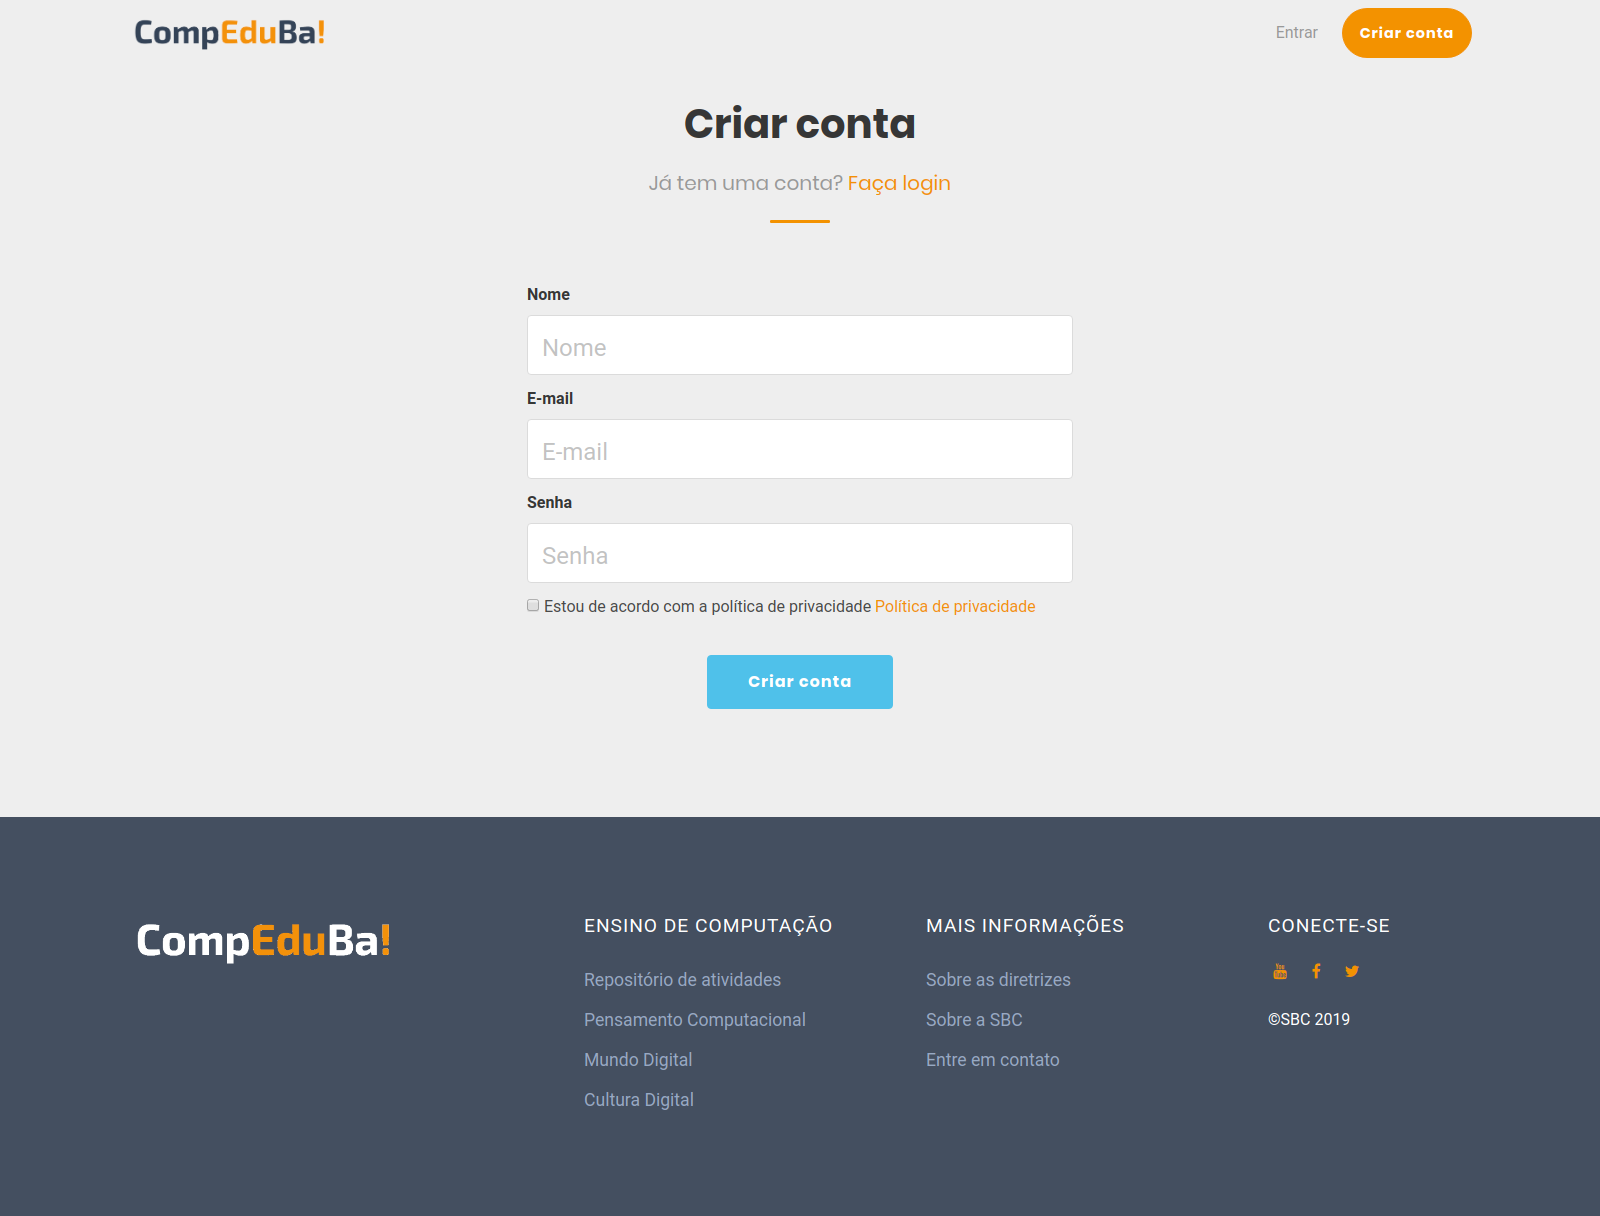 CompEduBa!
Entrar
Criar conta
Criar conta
Já tem uma conta? Faça login
Nome
Nome
E-mail
E-mail
Senha
Senha
Estou de acordo com a política de privacidade Política de privacidade
Criar conta
CompEduBa!
ENSINO DE COMPUTAÇÃO
Repositório de atividades
Pensamento Computacional
Mundo Digital
Cultura Digital
MAIS INFORMAÇÕES
Sobre as diretrizes
Sobre a SBC
Entre em contato
CONECTE-SE
You Tube
©SBC 2019